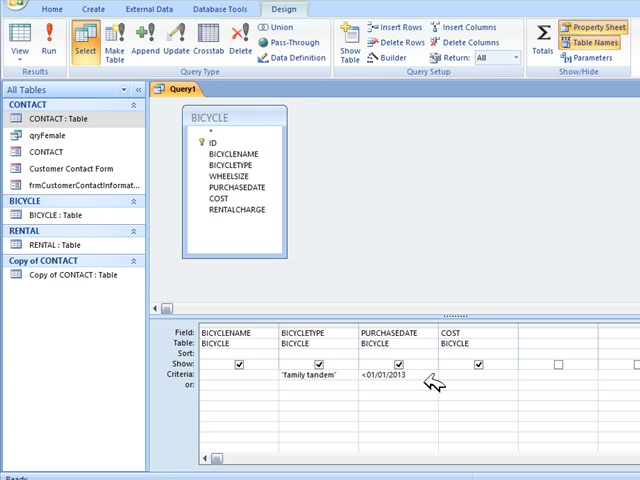 Home Create External Data Database Tools Design
View Run Select Make Table Append Update Crosstab Delete Union Pass-Through Data Definition Show Table Insert Rows Delete Rows Builder Insert Columns Delete Columns Return: All Totals Property Sheet Table Names Parameters
Results Query Type Query Setup Show/Hide
All Tables
CONTACT
CONTACT : Table
qryFemale
CONTACT
Customer Contact Form
frmCustomerContactInformat...
BICYCLE
BICYCLE : Table
RENTAL
RENTAL : Table
Copy of CONTACT
Copy of CONTACT : Table
Query1
BICYCLE
*
ID
BICYCLENAME
BICYCLETYPE
WHEELSIZE
PURCHASEDATE
COST
RENTALCHARGE
Field: BICYCLENAME BICYCLETYPE PURCHASEDATE COST
Table: BICYCLE BICYCLE BICYCLE BICYCLE
Sort:
Show:
Criteria: "family tandem" <01/01/2013
or:
Ready